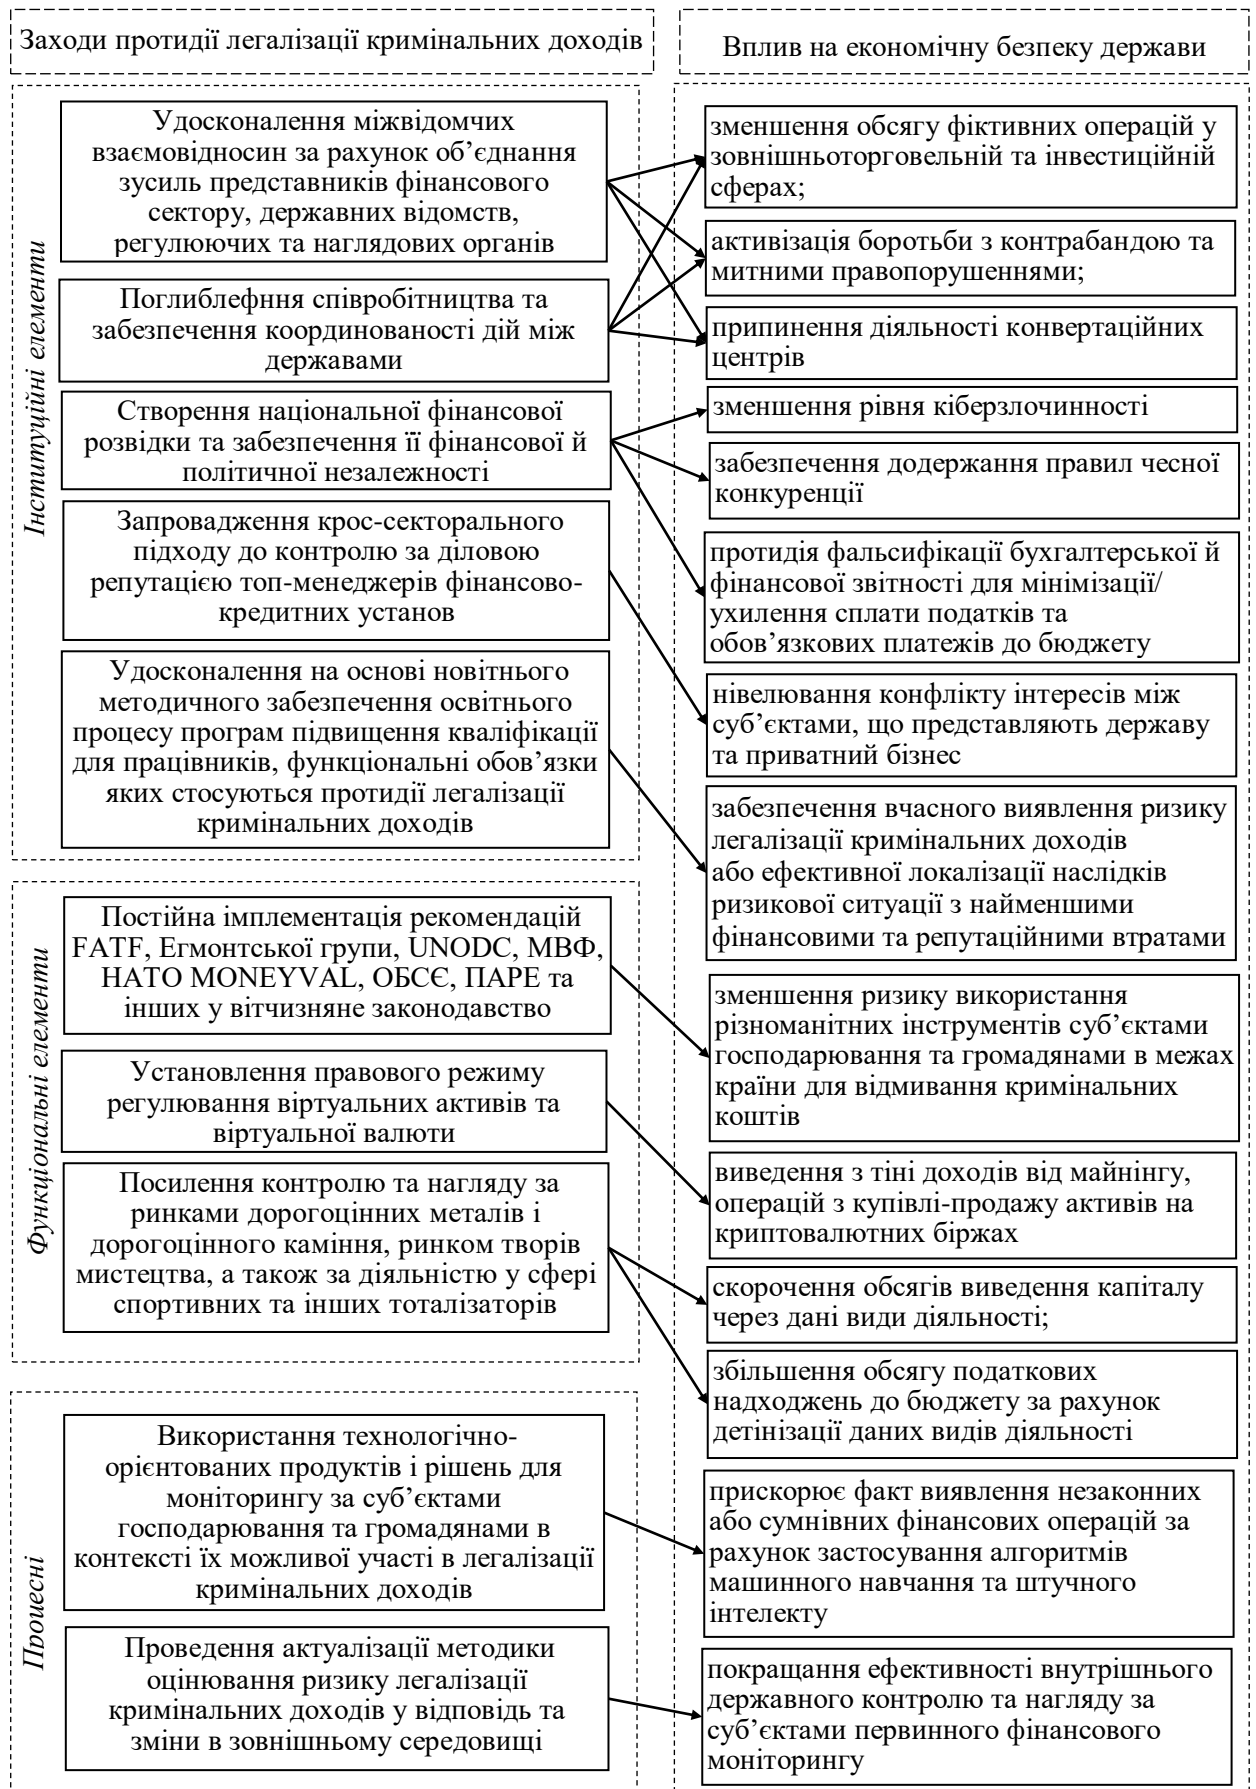 Заходи протидії легалізації кримінальних доходів
Вплив на економічну безпеку держави
Інституційні елементи
Удосконалення міжвідомчих
взаємовідносин за рахунок об’єднання
зусиль представників фінансового
сектору, державних відомств,
регулюючих та наглядових органів
Поглиблефння співробітництва та
забезпечення координованості дій між
державами
Створення національної фінансової
розвідки та забезпечення її фінансової й
політичної незалежності
Запровадження крос-секторального
підходу до контролю за діловою
репутацією топ-менеджерів фінансово-
кредитних установ
Удосконалення на основі новітнього
методичного забезпечення освітнього
процесу програм підвищення кваліфікації
для працівників, функціональні обов’язки
яких стосуються протидії легалізації
кримінальних доходів
Функціональні елементи
Постійна імплементація рекомендацій
FATF, Егмонтської групи, UNODC, МВФ,
НАТО MONEYVAL, ОБСЄ, ПАРЕ та
інших у вітчизняне законодавство
Установлення правового режиму
регулювання віртуальних активів та
віртуальної валюти
Посилення контролю та нагляду за
ринками дорогоцінних металів і
дорогоцінного каміння, ринком творів
мистецтва, а також за діяльністю у сфері
спортивних та інших тоталізаторів
Процесні
Використання технологічно-
орієнтованих продуктів і рішень для
моніторингу за суб’єктами
господарювання та громадянами в
контексті їх можливої участі в легалізації
кримінальних доходів
Проведення актуалізації методики
оцінювання ризику легалізації
кримінальних доходів у відповідь та
зміни в зовнішньому середовищі
зменшення обсягу фіктивних операцій у
зовнішньоторговельній та інвестиційній
сферах;
активізація боротьби з контрабандою та
митними правопорушеннями;
припинення діяльності конвертаційних
центрів
зменшення рівня кіберзлочинності
забезпечення додержання правил чесної
конкуренції
протидія фальсифікації бухгалтерської й
фінансової звітності для мінімізації/
ухилення сплати податків та
обов’язкових платежів до бюджету
нівелювання конфлікту інтересів між
суб’єктами, що представляють державу
та приватний бізнес
забезпечення вчасного виявлення ризику
легалізації кримінальних доходів
або ефективної локалізації наслідків
ризикової ситуації з найменшими
фінансовими та репутаційними втратами
зменшення ризику використання
різноманітних інструментів суб’єктами
господарювання та громадянами в межах
країни для відмивання кримінальних
коштів
виведення з тіні доходів від майнінгу,
операцій з купівлі-продажу активів на
криптовалютних біржах
скорочення обсягів виведення капіталу
через дані види діяльності;
збільшення обсягу податкових
надходжень до бюджету за рахунок
детінізації даних видів діяльності
прискорює факт виявлення незаконних
або сумнівних фінансових операцій за
рахунок застосування алгоритмів
машинного навчання та штучного
інтелекту
покращання ефективності внутрішнього
державного контролю та нагляду за
суб’єктами первинного фінансового
моніторингу